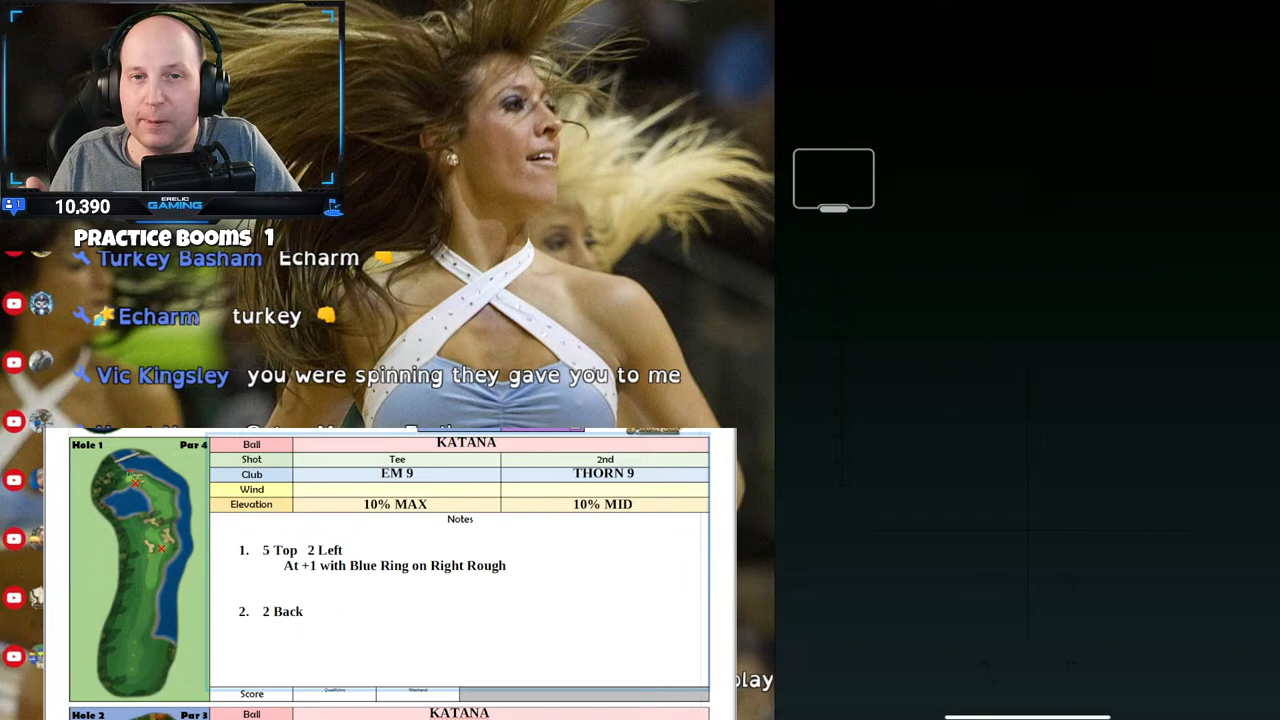 10,390
ERELIC
GAMING
PRACTICE BOOMS 1
Turkey Basham Echarm
Echarm turkey
Vic Kingsley you were spinning they gave you to me
play
Hole 1 Par 4
Ball KATANA
Shot Tee 2nd
Club EM 9 THORN 9
Wind
Elevation 10% MAX 10% MID
Notes
1. 5 Top 2 Left
At +1 with Blue Ring on Right Rough
2. 2 Back
Score
Hole 2 Par 3
Ball KATANA